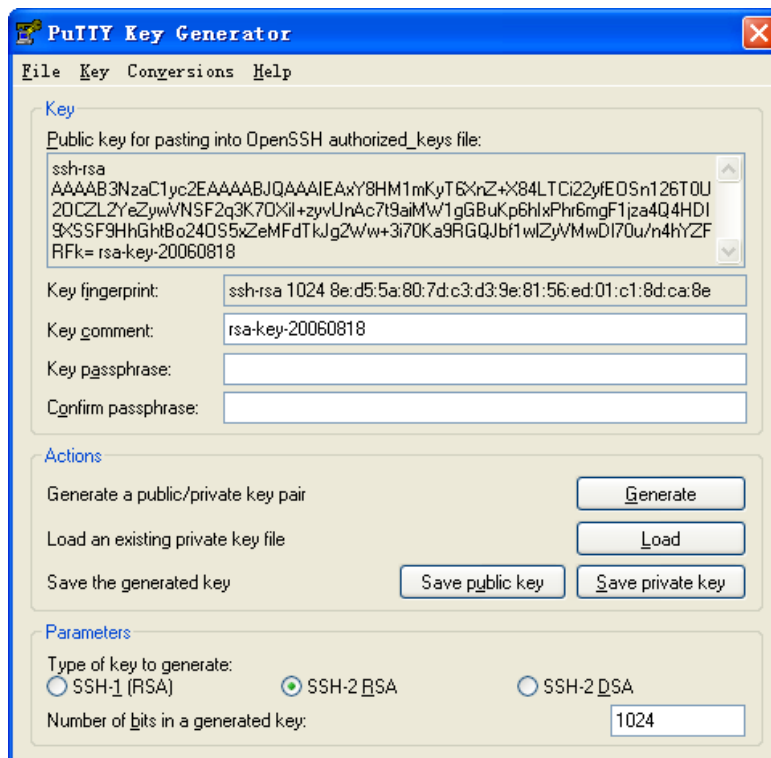 PuTTY Key Generator
File Key Conversions Help
Key
Public key for pasting into OpenSSH authorized_keys file:
ssh-rsa
AAAAB3NzaC1yc2EAAAABJQAAAIEAxY8HM1mKyT6XnZ+X84LTCi22yfEOSn126T0U
2OCZL2YeZywVNSF2q3K7OXiI+zyvUnAc7t9aiMW1gGBuKp6hIxPhr6mgF1jza4Q4HDI
9XSSF9HhGhtBo24OS5xZeMFdTkJg2Ww+3i70Ka9RGQJbf1wIZyVMwDI70u/n4hYZF
RFk= rsa-key-20060818
Key fingerprint: ssh-rsa 1024 8e:d5:5a:80:7d:c3:d3:9e:81:56:ed:01:c1:8d:ca:8e
Key comment: rsa-key-20060818
Key passphrase:
Confirm passphrase:
Actions
Generate a public/private key pair Generate
Load an existing private key file Load
Save the generated key Save public key Save private key
Parameters
Type of key to generate:
SSH-1 (RSA) SSH-2 RSA SSH-2 DSA
Number of bits in a generated key: 1024